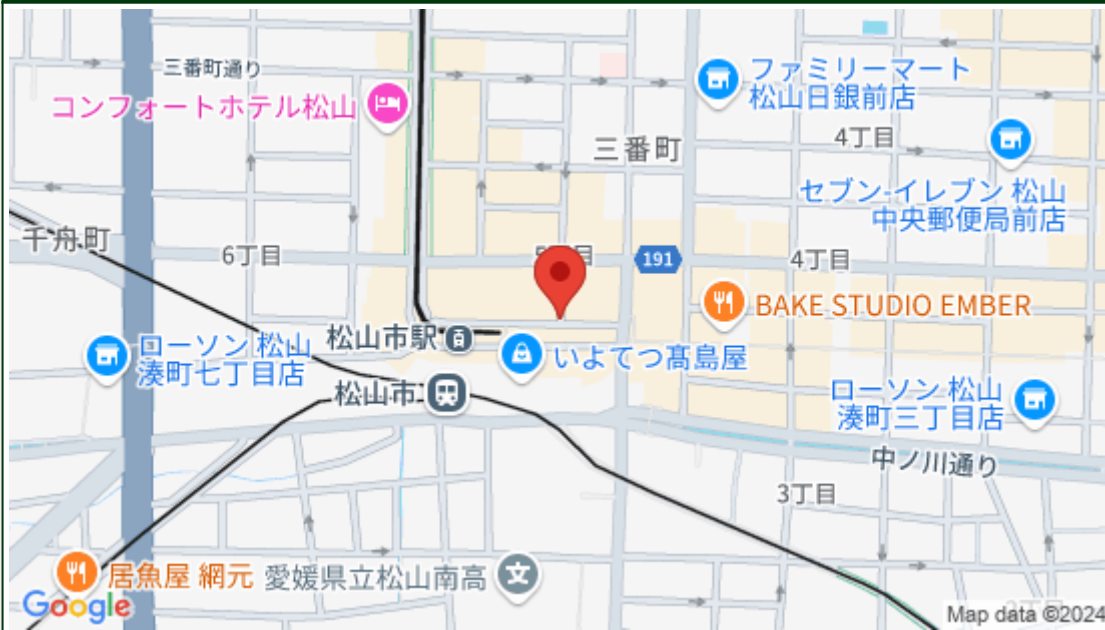 三番町通り
コンフォートホテル松山
ファミリーマート
松山日銀前店
三番町
4丁目
セブン-イレブン 松山
中央郵便局前店
千舟町
6丁目
191
4丁目
BAKE STUDIO EMBER
松山市駅
いよてつ髙島屋
ローソン 松山
湊町七丁目店
松山市
ローソン 松山
湊町三丁目店
中ノ川通り
3丁目
居魚屋 網元
愛媛県立松山南高
文
Google
Map data ©2024